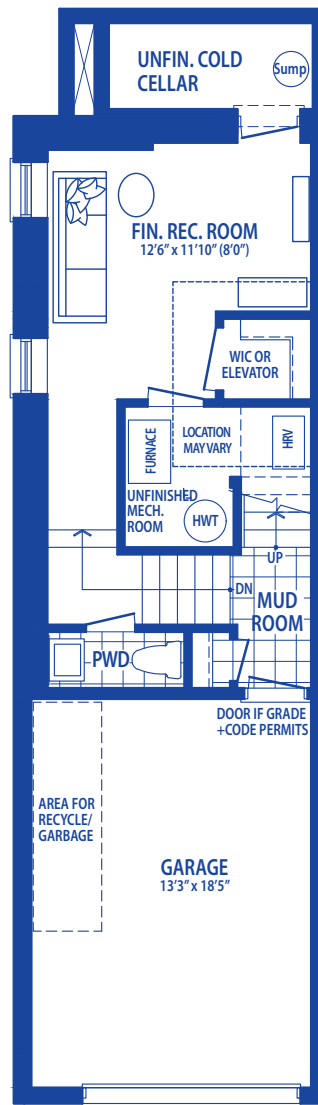 UNFIN. COLD
CELLAR
Sump
FIN. REC. ROOM
12'6" x 11'10" (8'0")
WIC OR
ELEVATOR
FURNACE
LOCATION
MAY VARY
HRV
UNFINISHED
MECH.
ROOM
HWT
UP
DN
MUD
ROOM
PWD
DOOR IF GRADE
+CODE PERMITS
AREA FOR
RECYCLE/
GARBAGE
GARAGE
13'3" x 18'5"